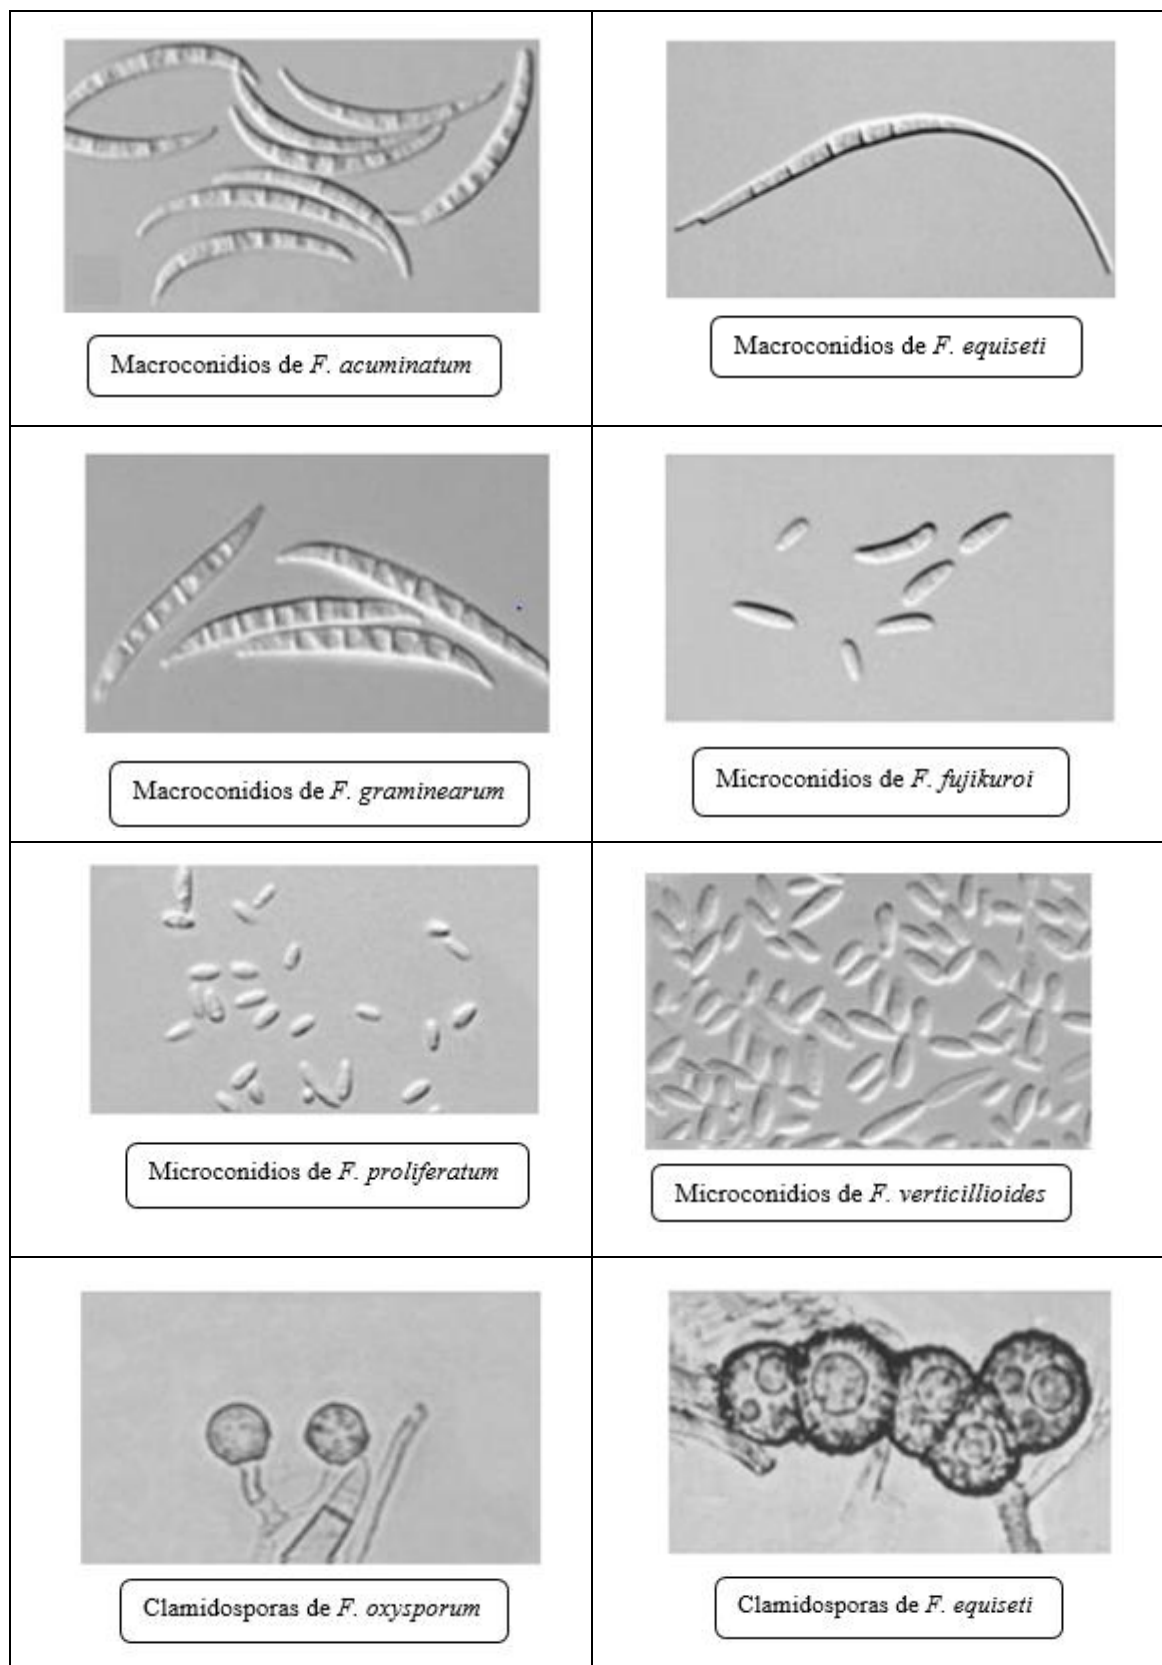 Macroconidios de F. acuminatum
Macroconidios de F. equiseti
Macroconidios de F. graminearum
Microconidios de F. fujikuroi
Microconidios de F. proliferatum
Microconidios de F. verticillioides
Clamidosporas de F. oxysporum
Clamidosporas de F. equiseti